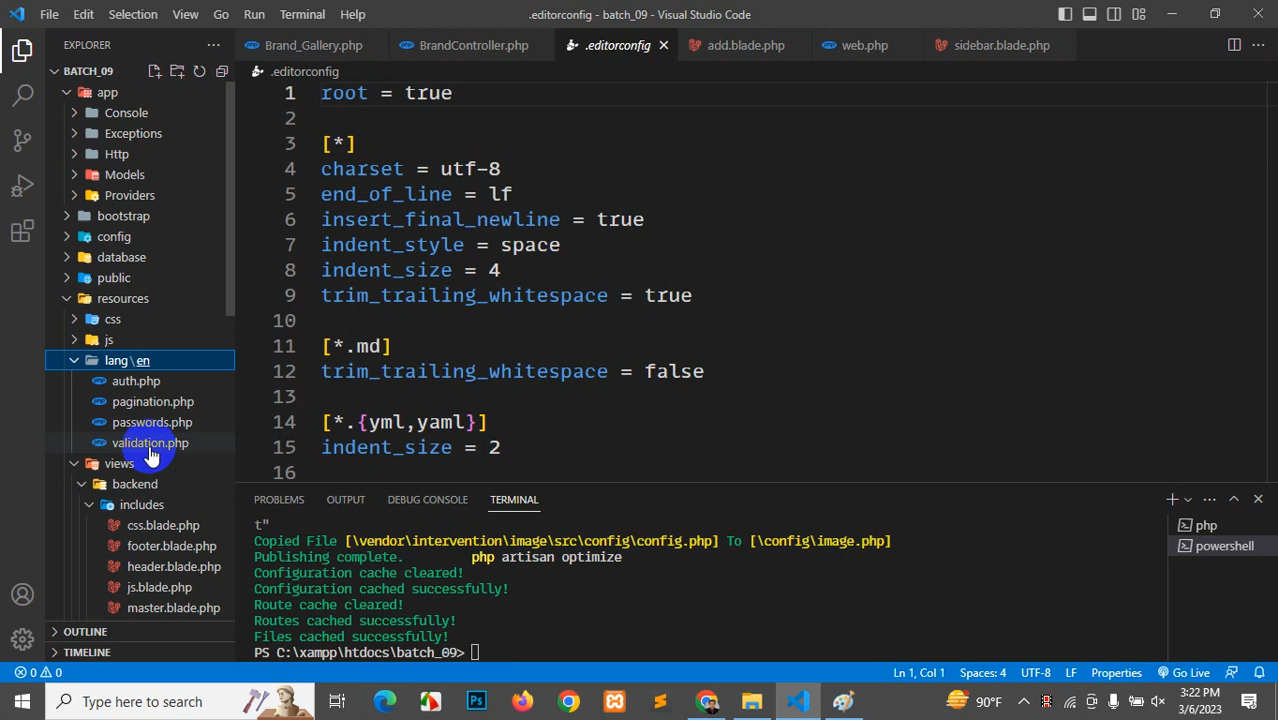 File Edit Selection View Go Run Terminal Help .editorconfig - batch_09 - Visual Studio Code
EXPLORER
Brand_Gallery.php BrandController.php .editorconfig add.blade.php web.php sidebar.blade.php
BATCH_09
.editorconfig
app
Console
Exceptions
Http
Models
Providers
bootstrap
config
database
public
resources
css
js
lang\en
auth.php
pagination.php
passwords.php
validation.php
views
backend
includes
css.blade.php
footer.blade.php
header.blade.php
js.blade.php
master.blade.php
OUTLINE
TIMELINE
1 root = true
2
3 [*]
4 charset = utf-8
5 end_of_line = lf
6 insert_final_newline = true
7 indent_style = space
8 indent_size = 4
9 trim_trailing_whitespace = true
10
11 [*.md]
12 trim_trailing_whitespace = false
13
14 [*.{yml,yaml}]
15 indent_size = 2
16
PROBLEMS OUTPUT DEBUG CONSOLE TERMINAL
t"
Copied File [\vendor\intervention\image\src\config\config.php] To [\config\image.php]
Publishing complete. php artisan optimize
Configuration cache cleared!
Configuration cached successfully!
Route cache cleared!
Routes cached successfully!
Files cached successfully!
PS C:\xampp\htdocs\batch_09>
php
powershell
0 0 Ln 1, Col 1 Spaces: 4 UTF-8 LF Properties Go Live
Type here to search
Ps
90°F
3:22 PM
3/6/2023